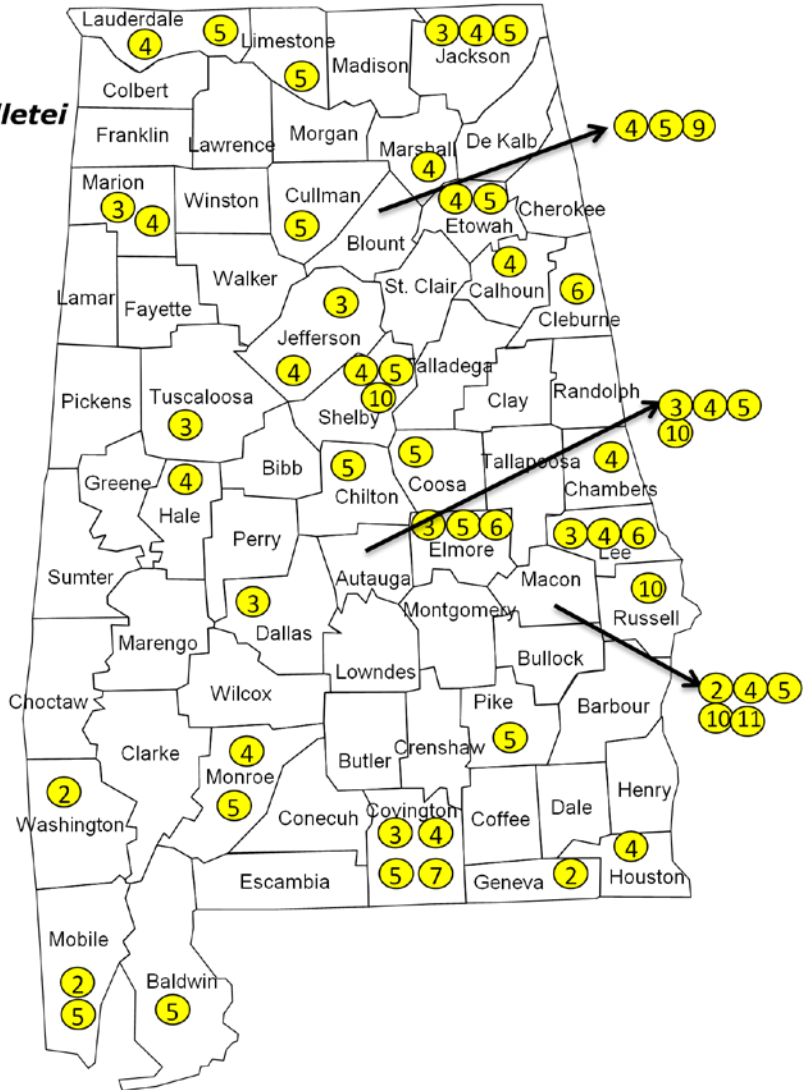 Lauderdale
4
5
Limestone
5
Madison
3 4 5
Jackson
Colbert
lletei
Franklin
Lawrence
Morgan
Marshall
4
De Kalb
4 5 9
Marion
3
4
Winston
Cullman
5
Blount
4 5
Etowah
Cherokee
Lamar
Fayette
Walker
St. Clair
4
Calhoun
6
Cleburne
3
Jefferson
4
4 5
10
Shelby
Talladega
Pickens
Tuscaloosa
3
Clay
Randolph
3 4 5
10
Greene
4
Hale
Bibb
5
Chilton
5
Coosa
Tallapoosa
4
Chambers
Perry
3 5 6
Elmore
3 4 6
Lee
Sumter
Autauga
Macon
10
Russell
3
Dallas
Montgomery
Marengo
Lowndes
Bullock
2 4 5
10 11
Choctaw
Wilcox
Pike
5
Barbour
Clarke
4
Monroe
5
Butler
Crenshaw
2
Washington
Conecuh
Covington
3 4
5 7
Coffee
Dale
Henry
Escambia
Geneva
2
4
Houston
Mobile
2
5
Baldwin
5